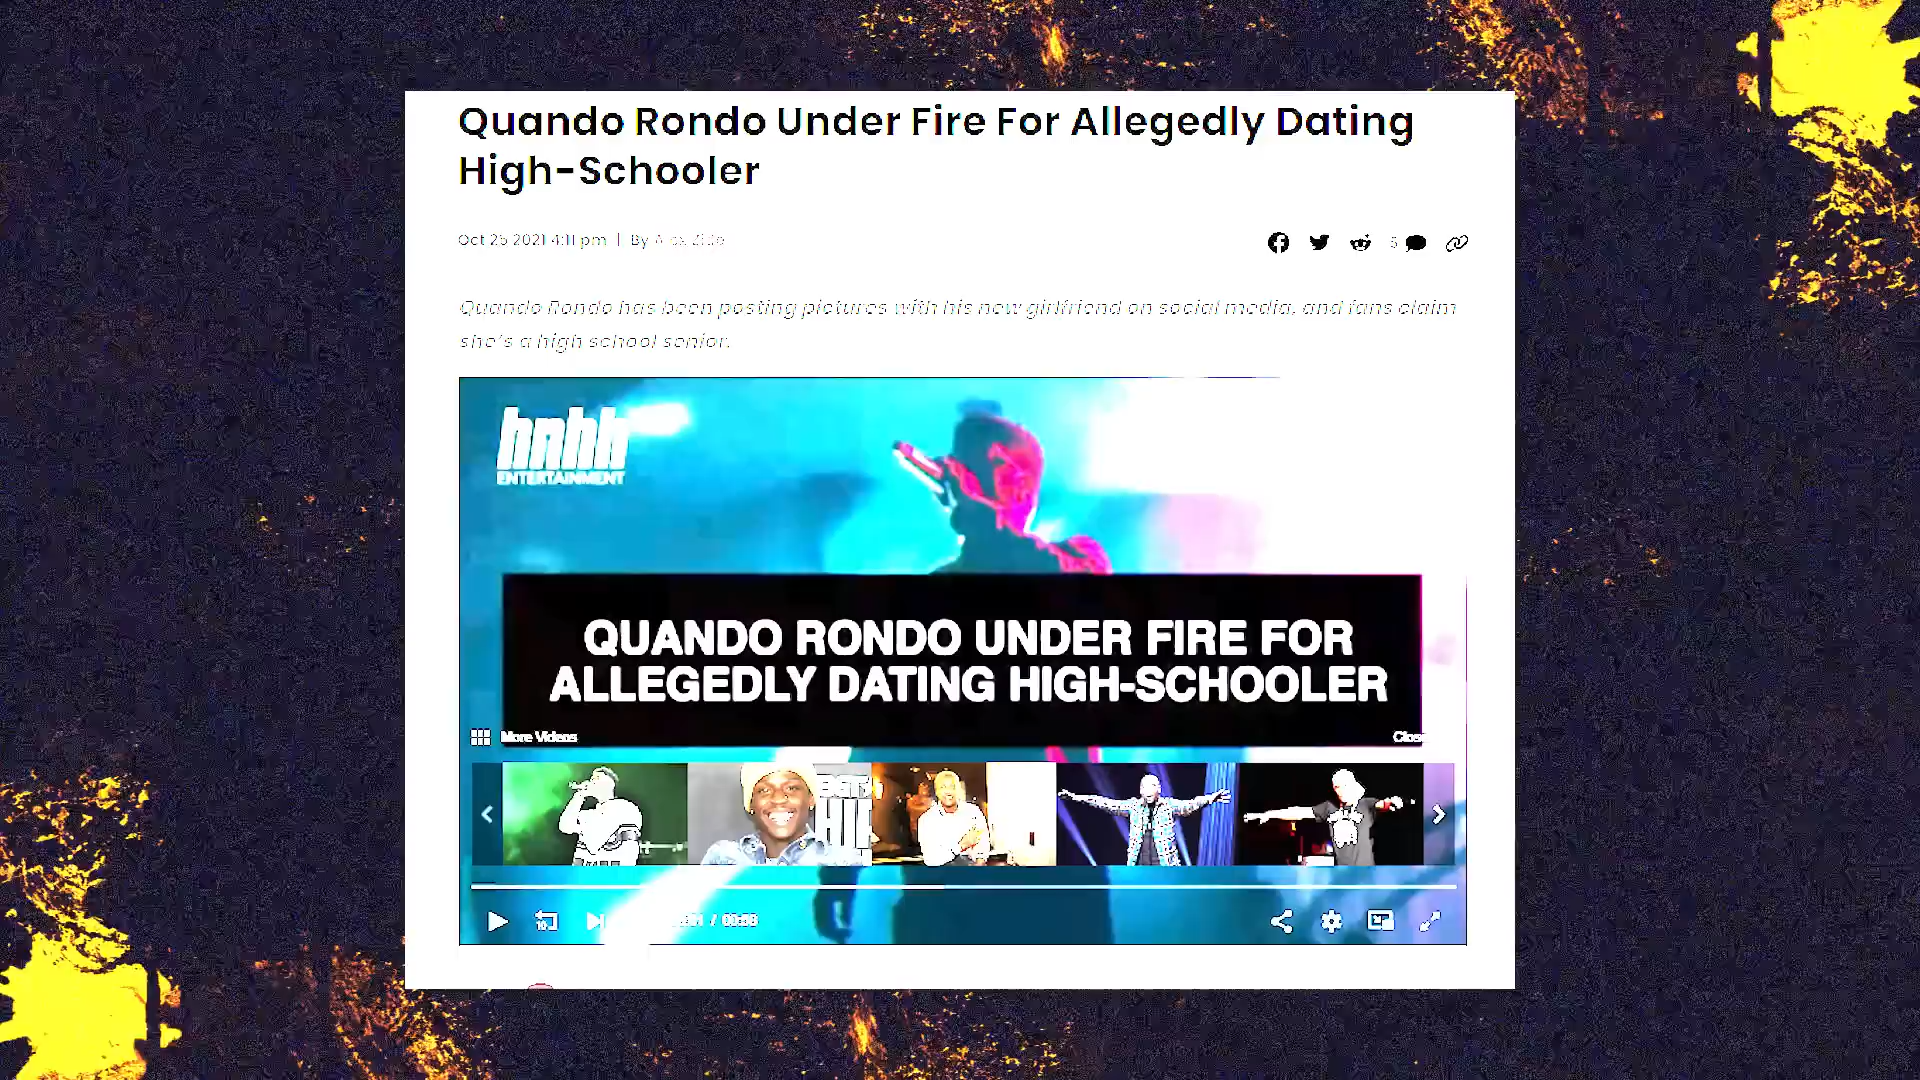 Quando Rondo Under Fire For Allegedly Dating
High-Schooler
Oct 25 2021 4:11 pm | By
5
Quando Rondo has been posting pictures with his new girlfriend on social media, and fans claim
she's a high school senior.
hnhh
ENTERTAINMENT
QUANDO RONDO UNDER FIRE FOR
ALLEGEDLY DATING HIGH-SCHOOLER
More Videos
Close